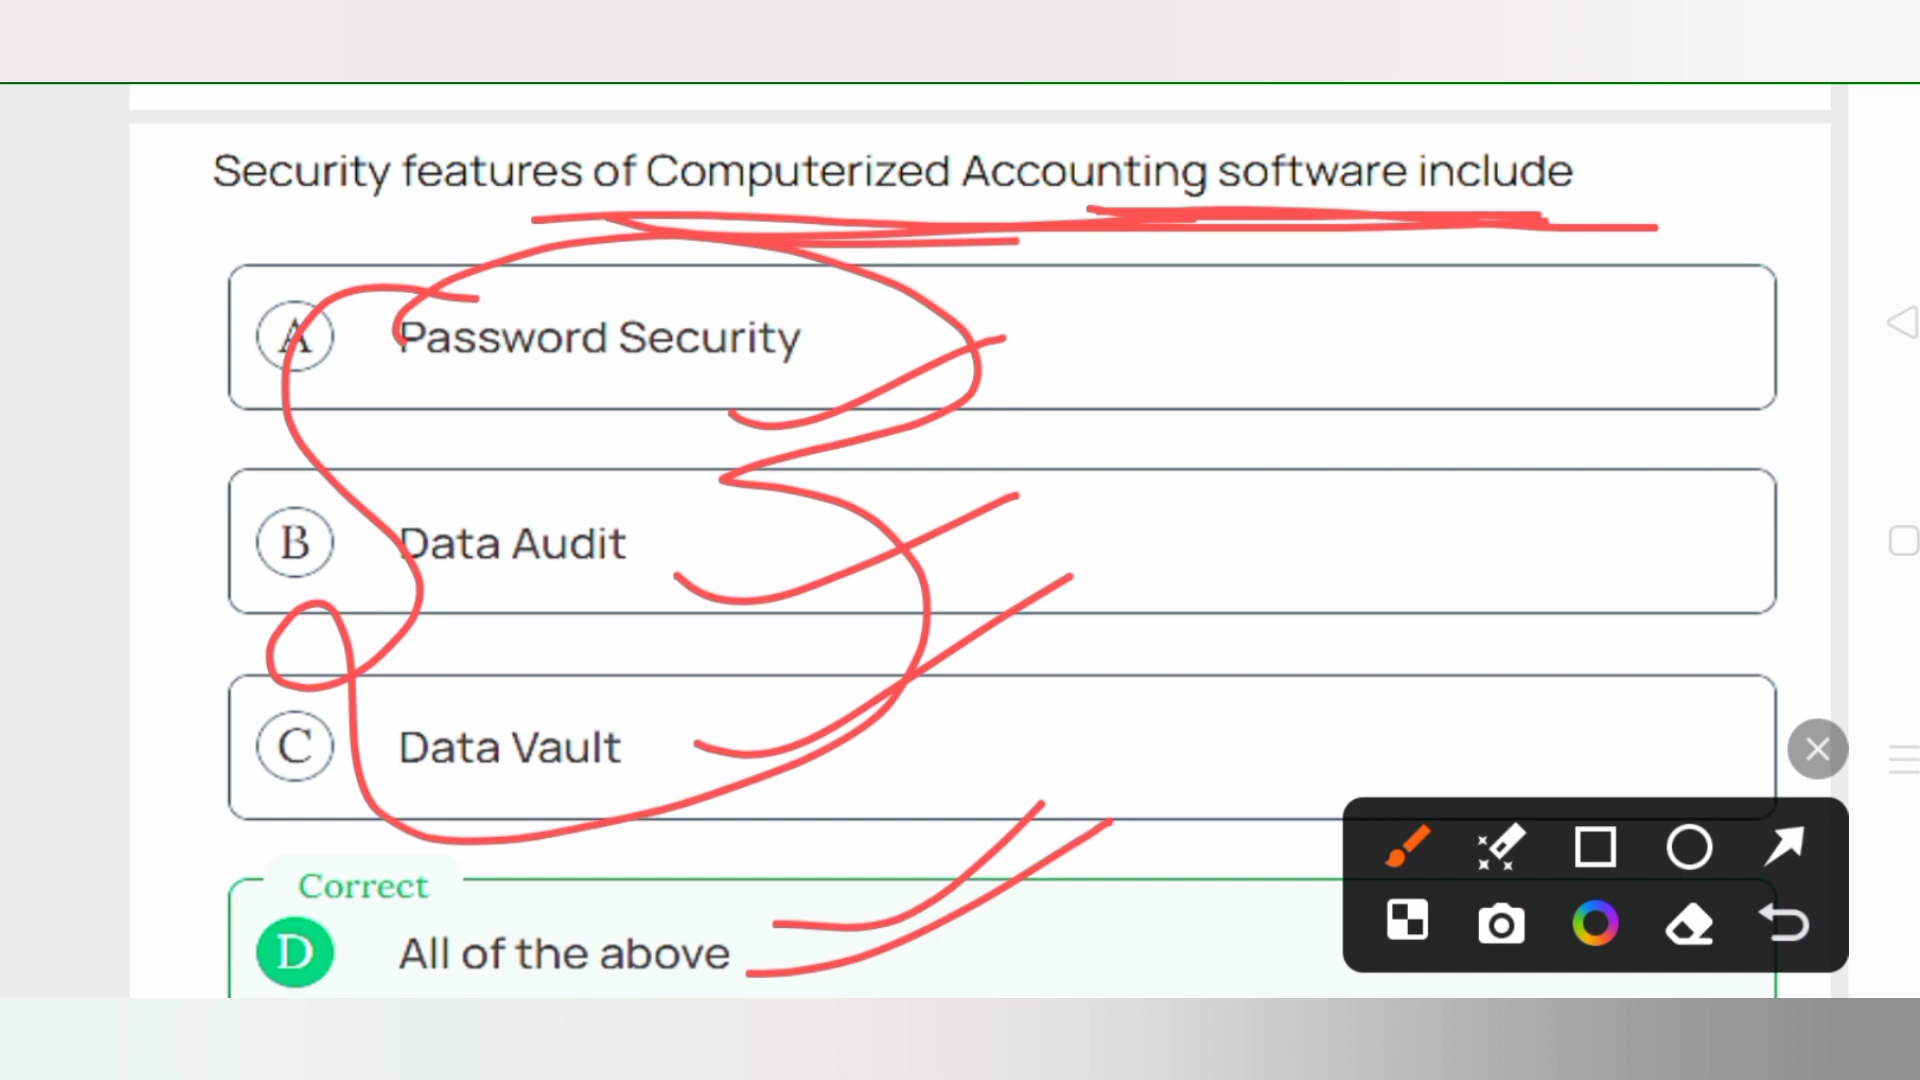 Security features of Computerized Accounting software include
A Password Security
B Data Audit
C Data Vault
Correct
D All of the above